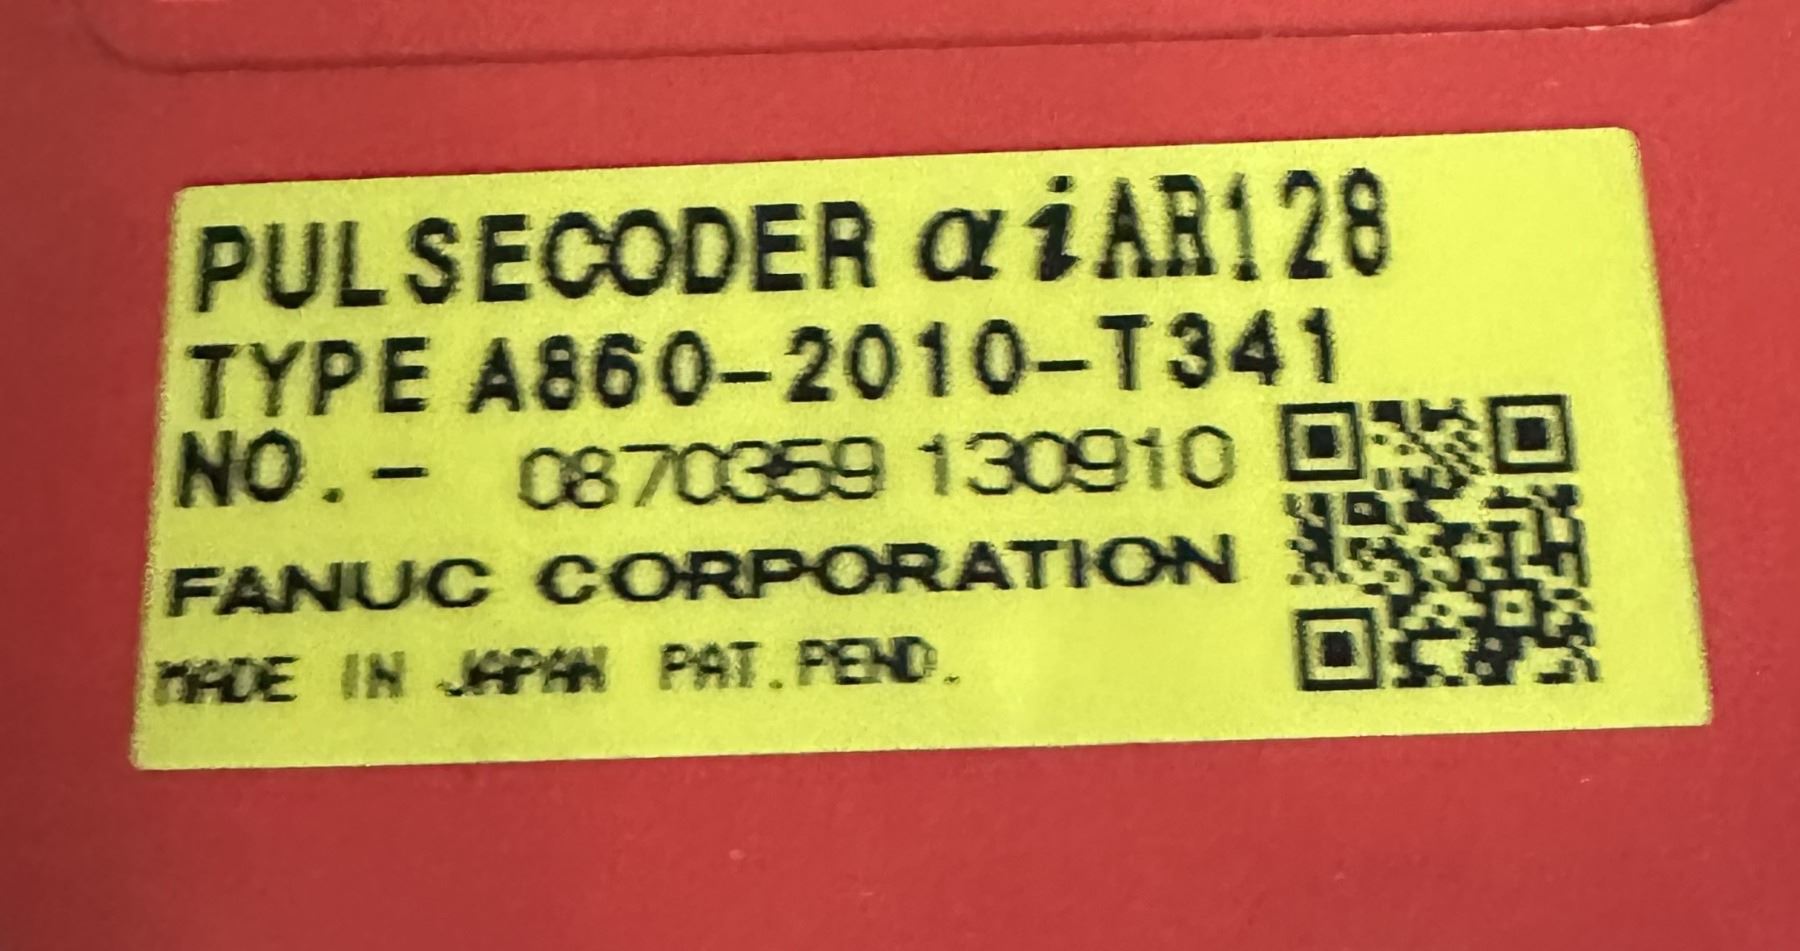 PULSECODER αiAR128
TYPE A860-2010-T341
NO.- 0870359 130910
FANUC CORPORATION
MADE IN JAPAN PAT.PEND.